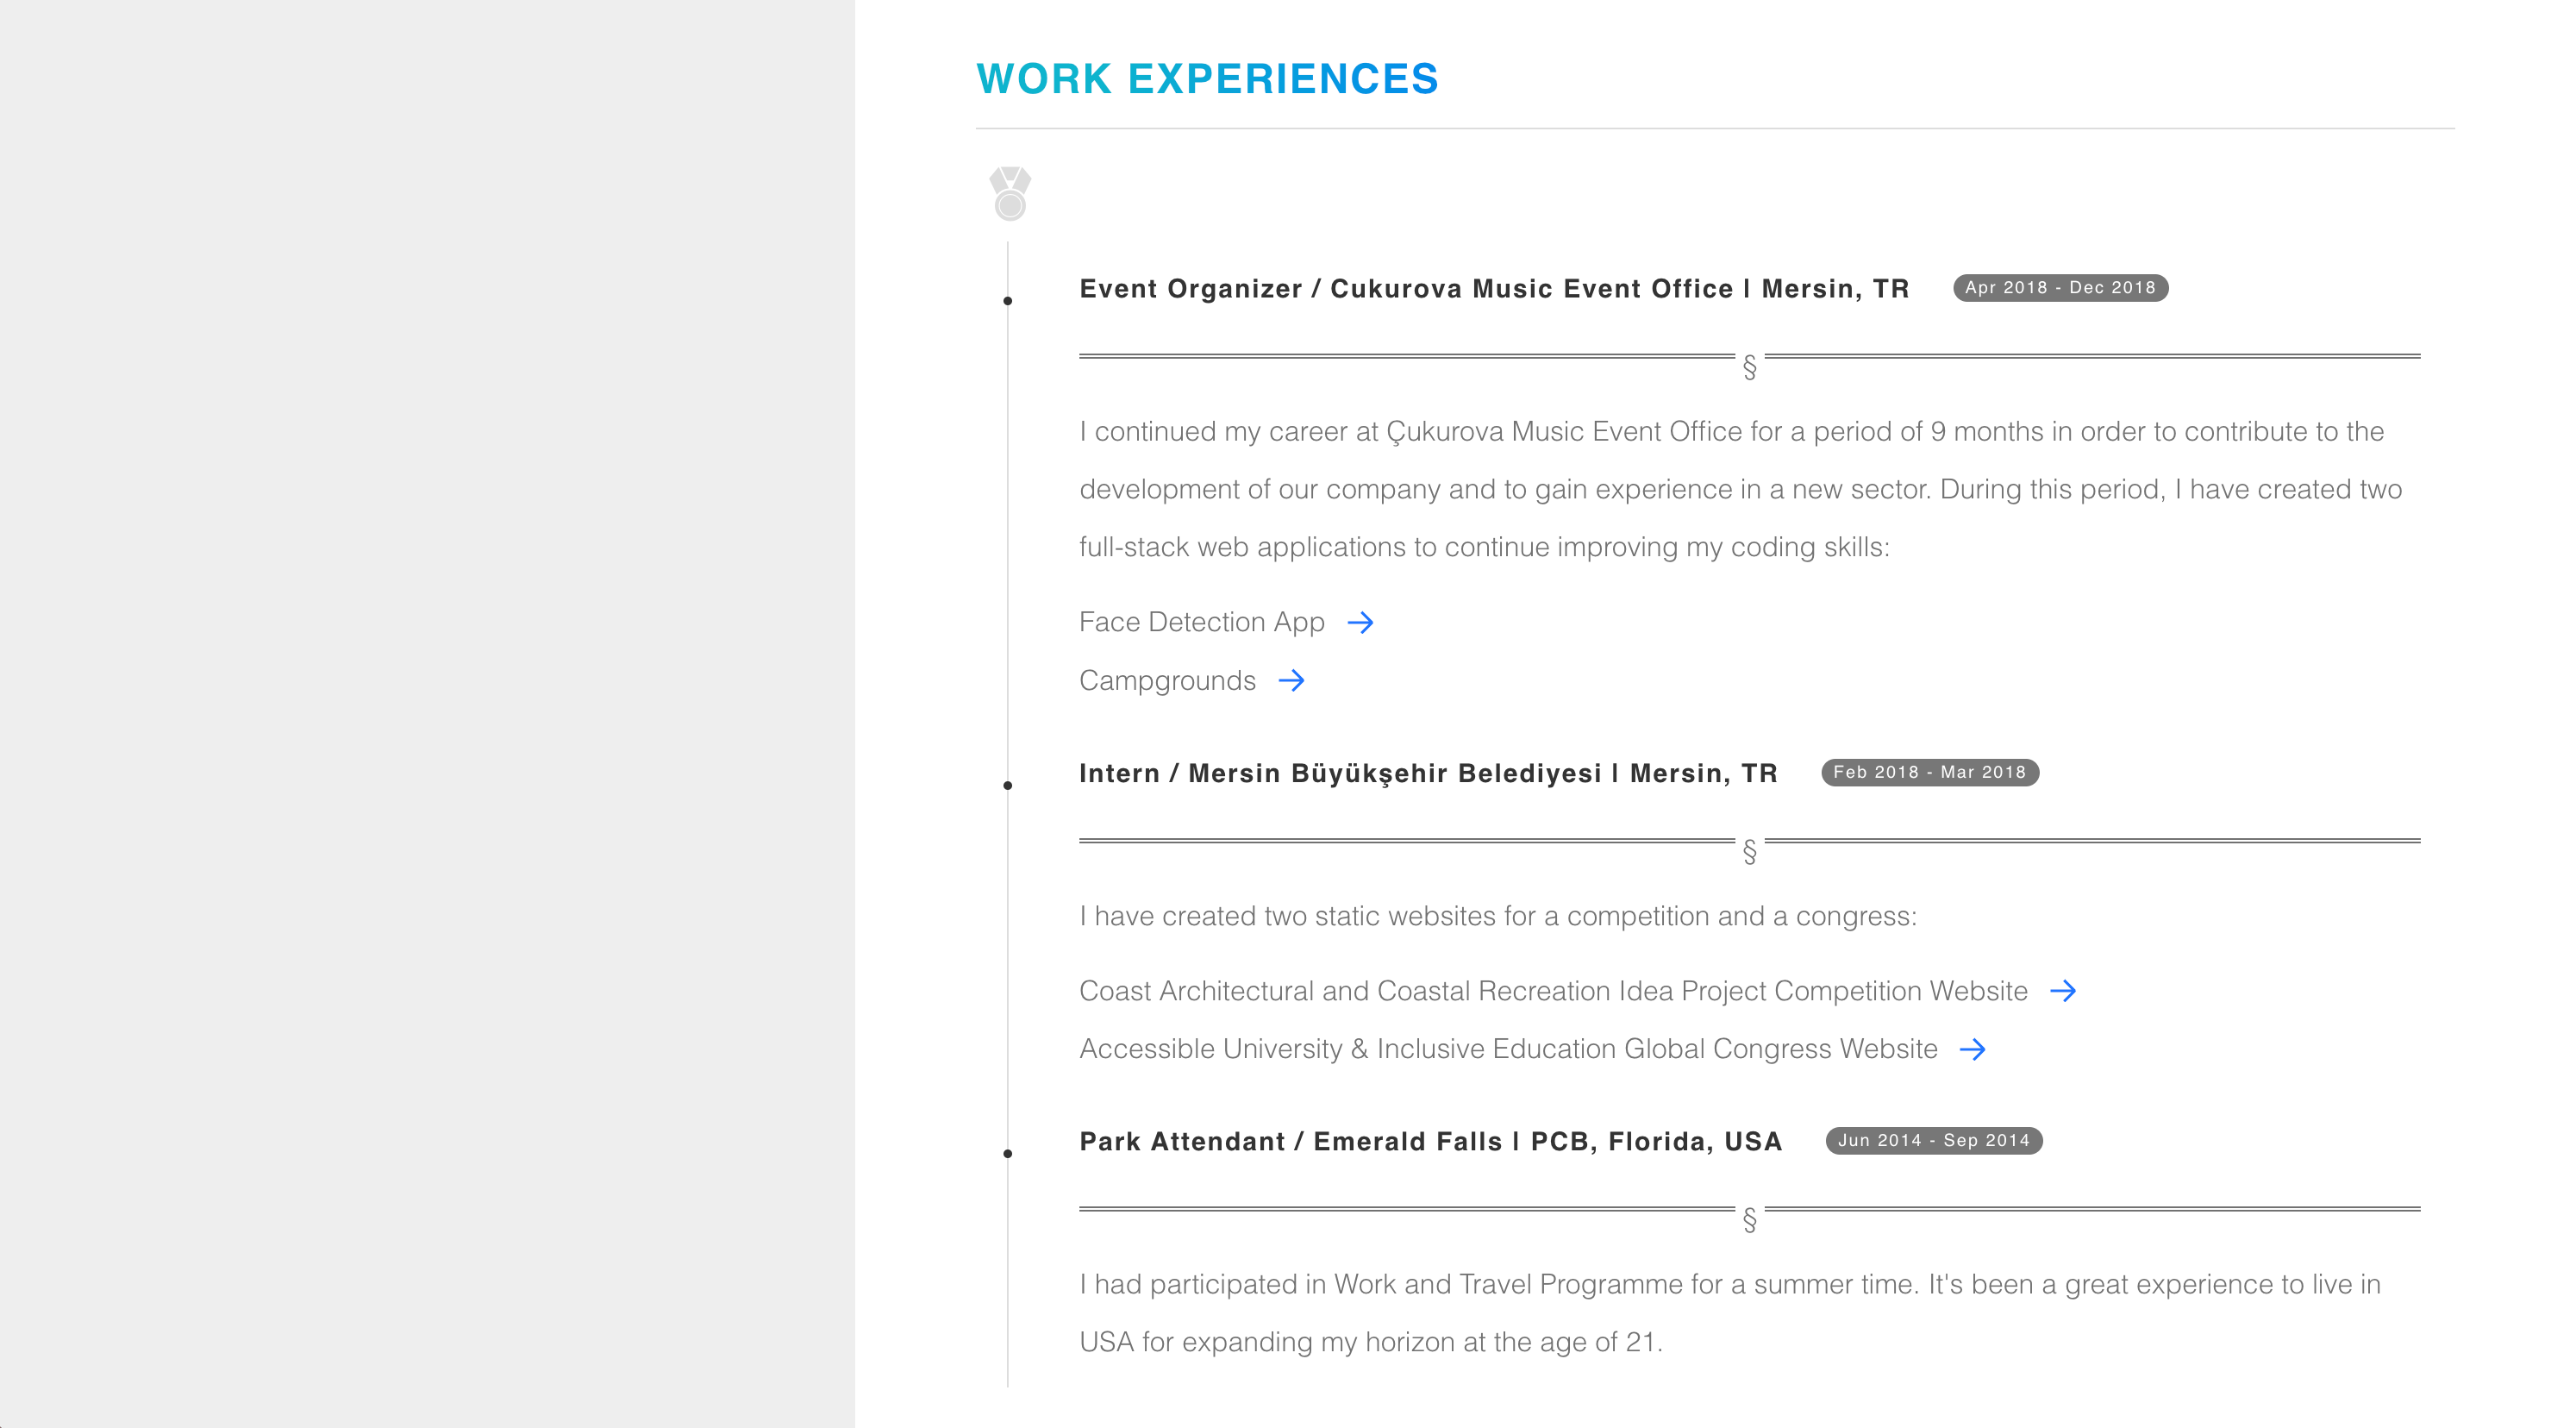 WORK EXPERIENCES
Event Organizer / Cukurova Music Event Office | Mersin, TR Apr 2018 - Dec 2018
§
I continued my career at Çukurova Music Event Office for a period of 9 months in order to contribute to the
development of our company and to gain experience in a new sector. During this period, I have created two
full-stack web applications to continue improving my coding skills:
Face Detection App →
Campgrounds →
Intern / Mersin Büyükşehir Belediyesi | Mersin, TR Feb 2018 - Mar 2018
§
I have created two static websites for a competition and a congress:
Coast Architectural and Coastal Recreation Idea Project Competition Website →
Accessible University & Inclusive Education Global Congress Website →
Park Attendant / Emerald Falls | PCB, Florida, USA Jun 2014 - Sep 2014
§
I had participated in Work and Travel Programme for a summer time. It's been a great experience to live in
USA for expanding my horizon at the age of 21.